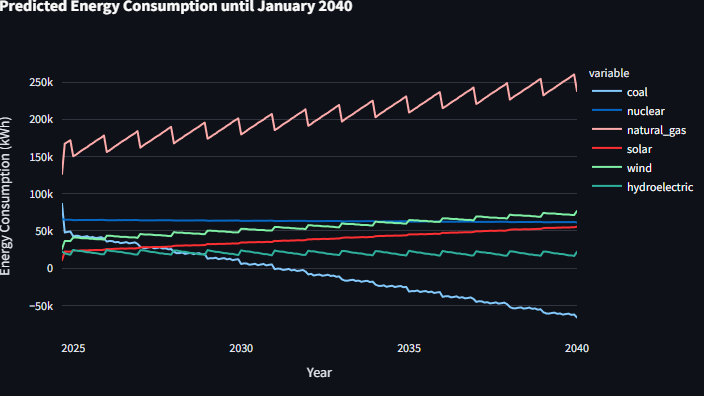 Predicted Energy Consumption until January 2040
Energy Consumption (kWh)
250k
200k
150k
100k
50k
0
−50k
2025
2030
2035
2040
Year
variable
coal
nuclear
natural_gas
solar
wind
hydroelectric